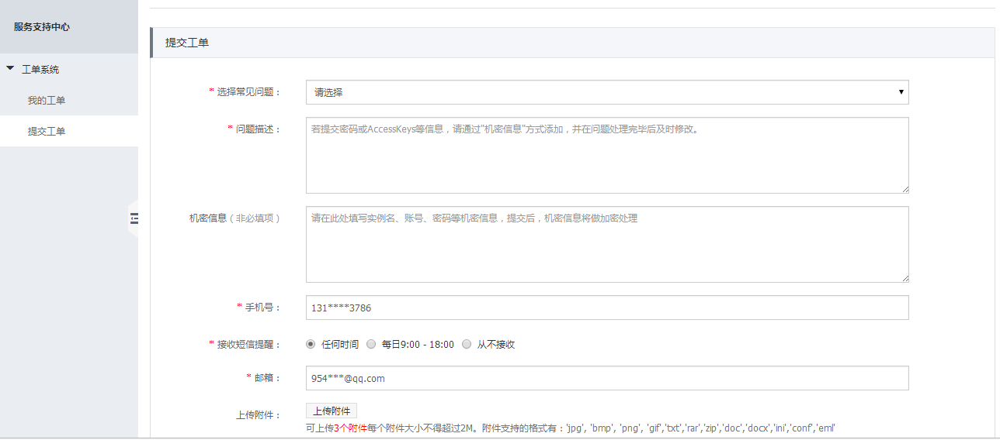 服务支持中心
工单系统
我的工单
提交工单
提交工单
* 选择常见问题：
请选择
* 问题描述：
若提交密码或AccessKeys等信息，请通过"机密信息"方式添加，并在问题处理完毕后及时修改。
机密信息（非必填项）
请在此处填写实例名、账号、密码等机密信息，提交后，机密信息将做加密处理
* 手机号：
131****3786
* 接收短信提醒：
任何时间 每日9:00 - 18:00 从不接收
* 邮箱：
954***@qq.com
上传附件：
上传附件
可上传3个附件每个附件大小不得超过2M。附件支持的格式有：'jpg', 'bmp', 'png', 'gif','txt','rar','zip','doc','docx','ini','conf','eml'